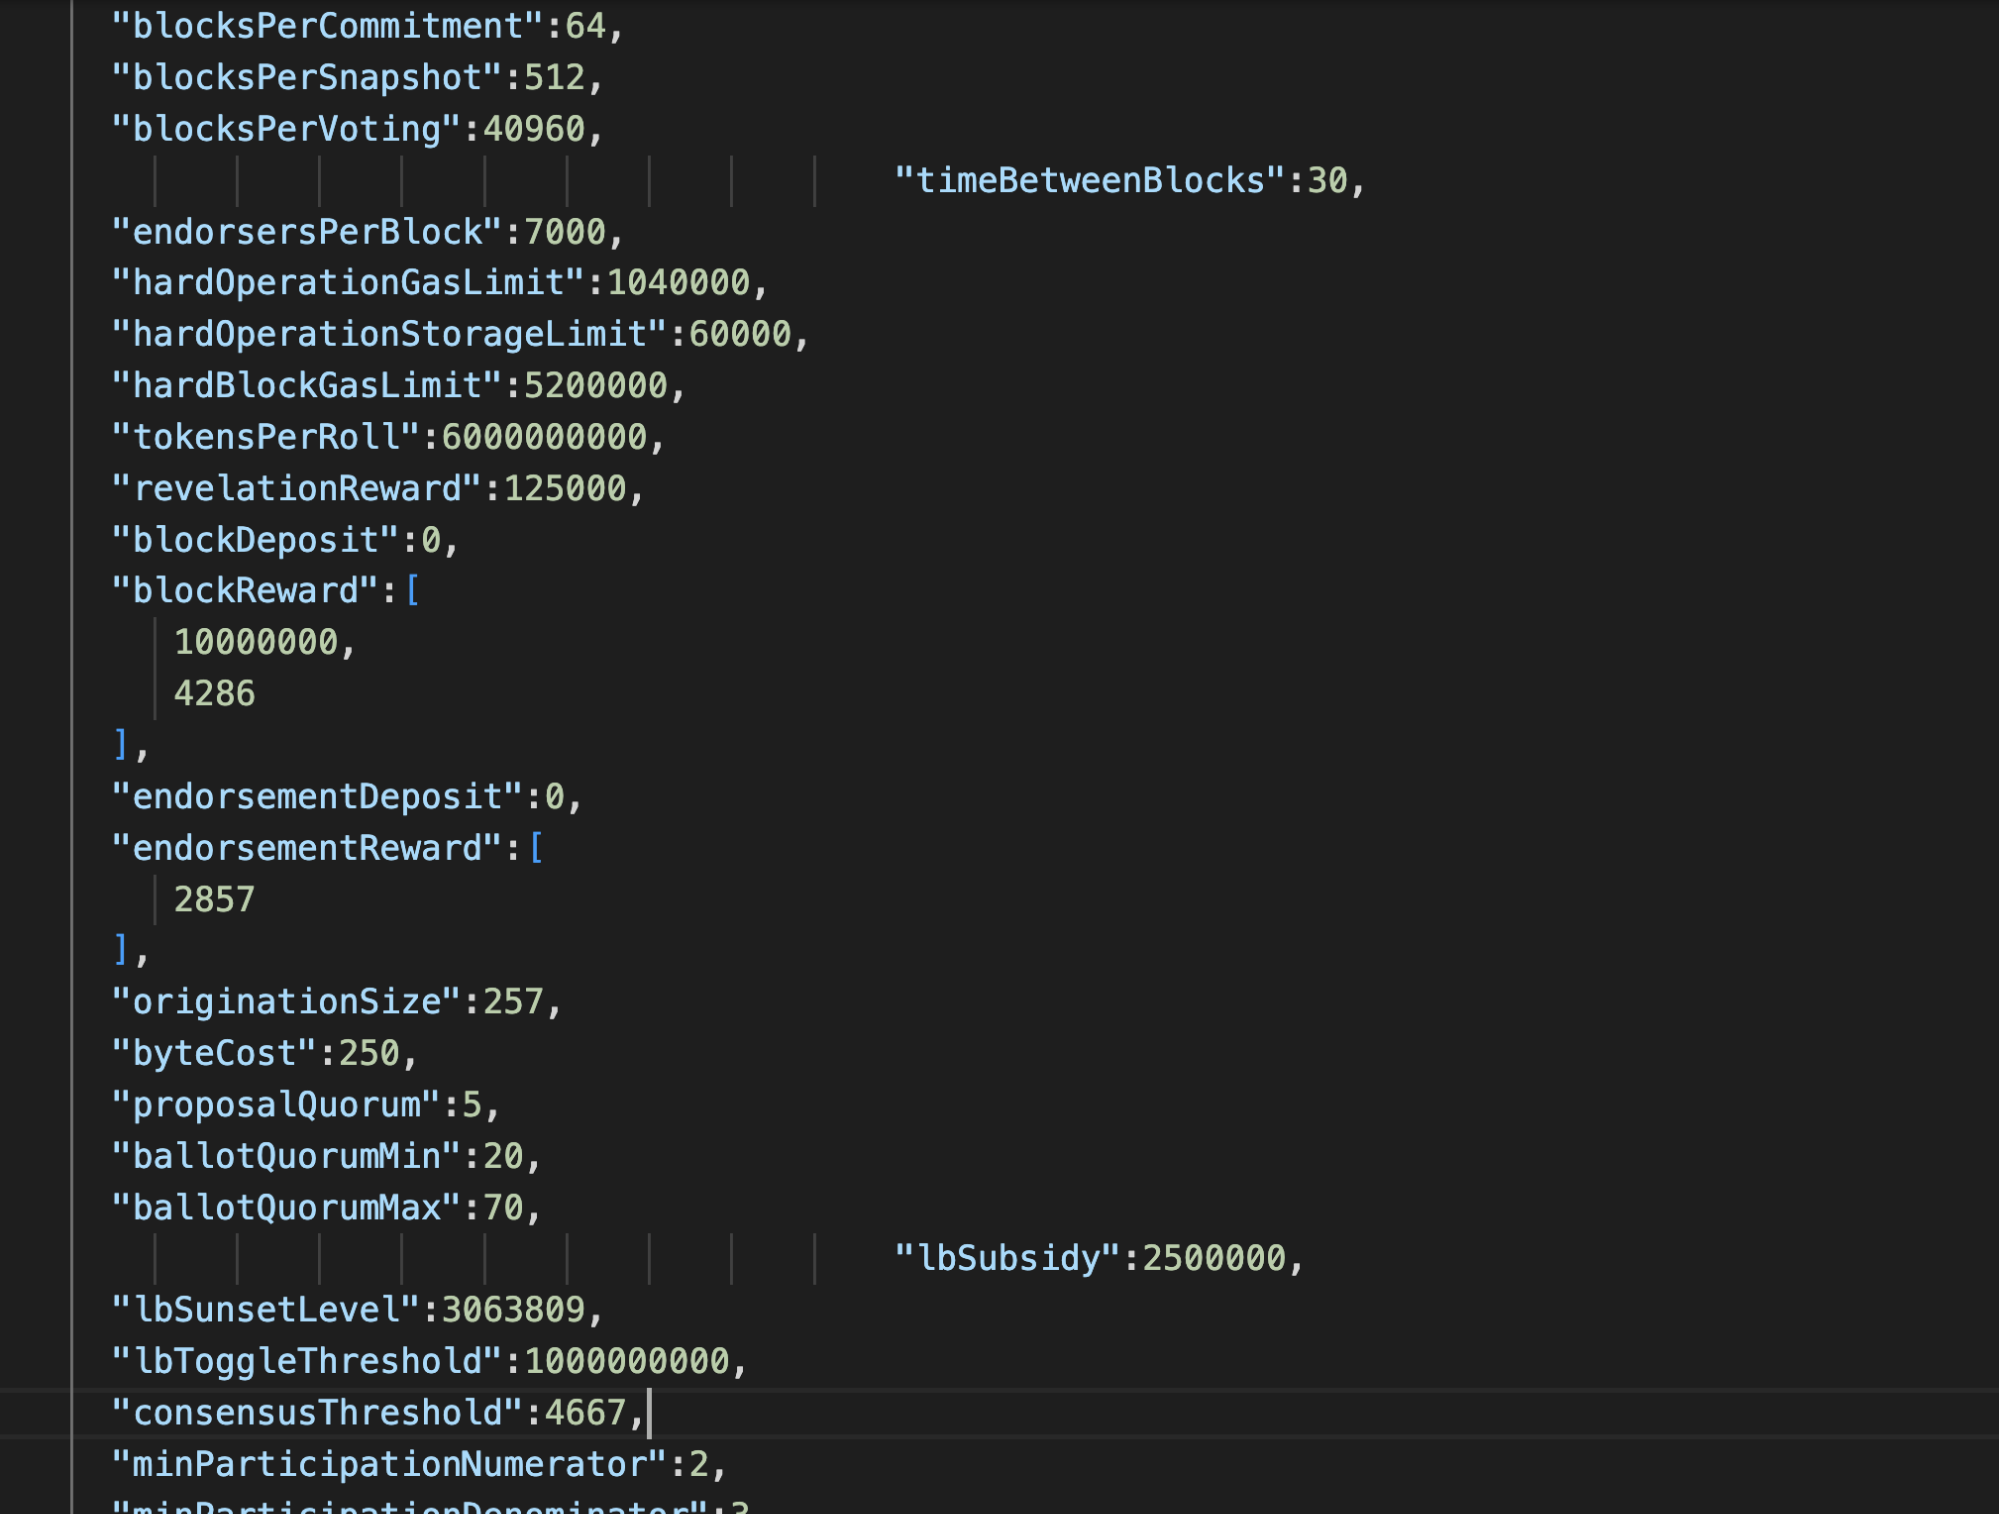 "blocksPerCommitment":64,
"blocksPerSnapshot":512,
"blocksPerVoting":40960,
"timeBetweenBlocks":30,
"endorsersPerBlock":7000,
"hardOperationGasLimit":1040000,
"hardOperationStorageLimit":60000,
"hardBlockGasLimit":5200000,
"tokensPerRoll":6000000000,
"revelationReward":125000,
"blockDeposit":0,
"blockReward":[
10000000,
4286
],
"endorsementDeposit":0,
"endorsementReward":[
2857
],
"originationSize":257,
"byteCost":250,
"proposalQuorum":5,
"ballotQuorumMin":20,
"ballotQuorumMax":70,
"lbSubsidy":2500000,
"lbSunsetLevel":3063809,
"lbToggleThreshold":1000000000,
"consensusThreshold":4667,
"minParticipationNumerator":2,
"minParticipationDenominator":3